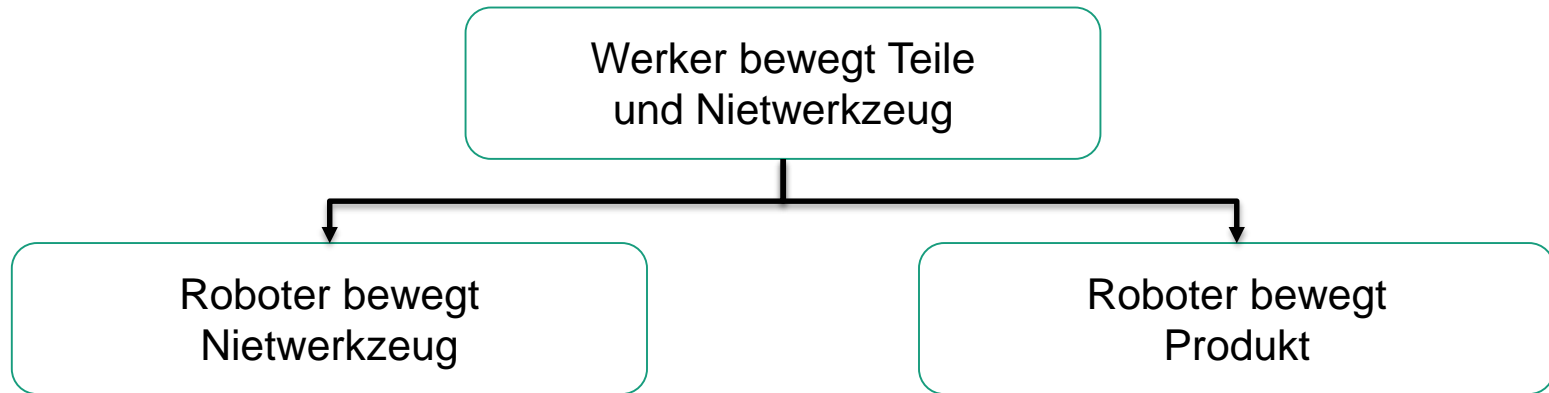 Werker bewegt Teile
und Nietwerkzeug
Roboter bewegt
Nietwerkzeug
Roboter bewegt
Produkt